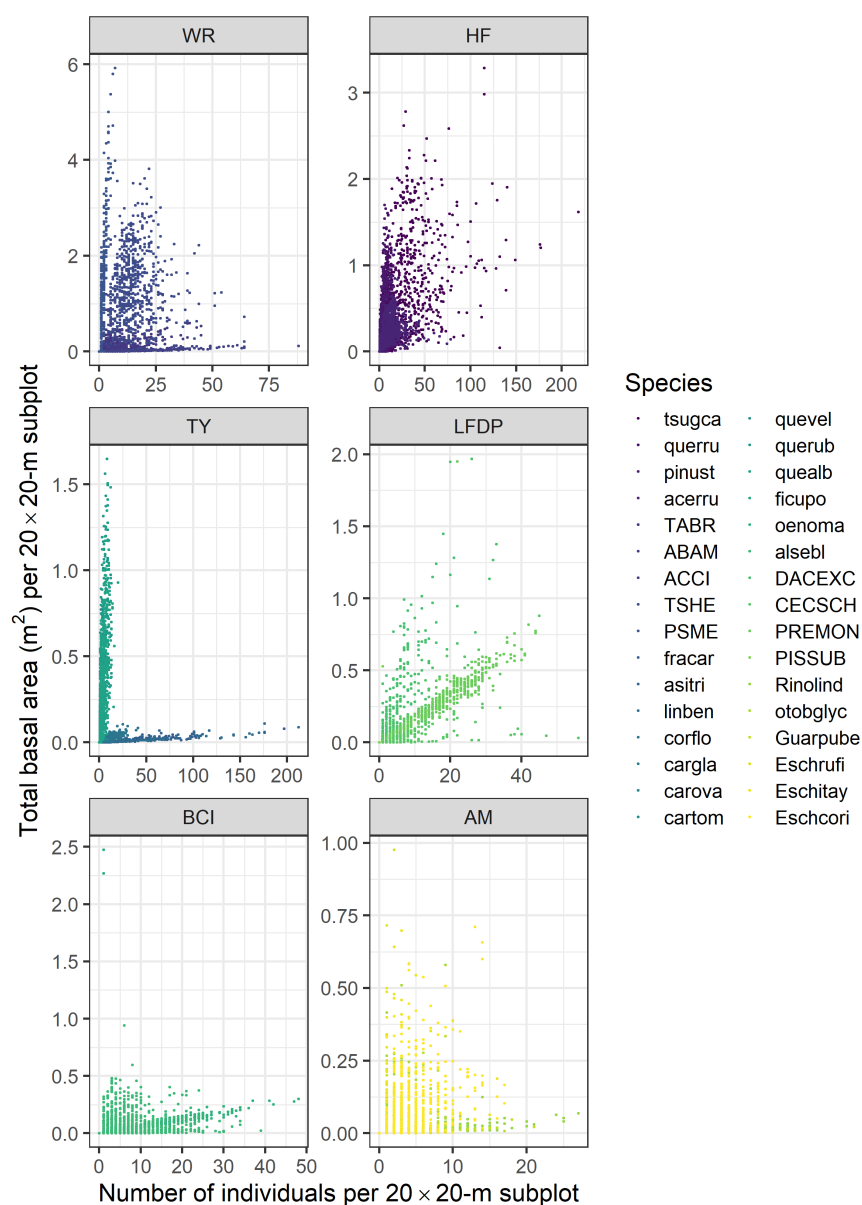 WR
HF
6
4
2
0
0
25
50
75
3
2
1
0
0
50
100
150
200
TY
LFDP
1.5
1.0
0.5
0.0
0
50
100
150
200
2.0
1.5
1.0
0.5
0.0
0
20
40
BCI
AM
2.5
2.0
1.5
1.0
0.5
0.0
0
10
20
30
40
50
1.00
0.75
0.50
0.25
0.00
0
10
20
Total basal area (m²) per 20 × 20-m subplot
Number of individuals per 20 × 20-m subplot
Species
tsugca
querru
pinust
acerru
TABR
ABAM
ACCI
TSHE
PSME
fracar
asitri
linben
corflo
cargla
carova
cartom
quevel
querub
quealb
ficupo
oenoma
alsebl
DACEXC
CECSCH
PREMON
PISSUB
Rinolind
otobglyc
Guarpube
Eschrufi
Eschitay
Eschcori